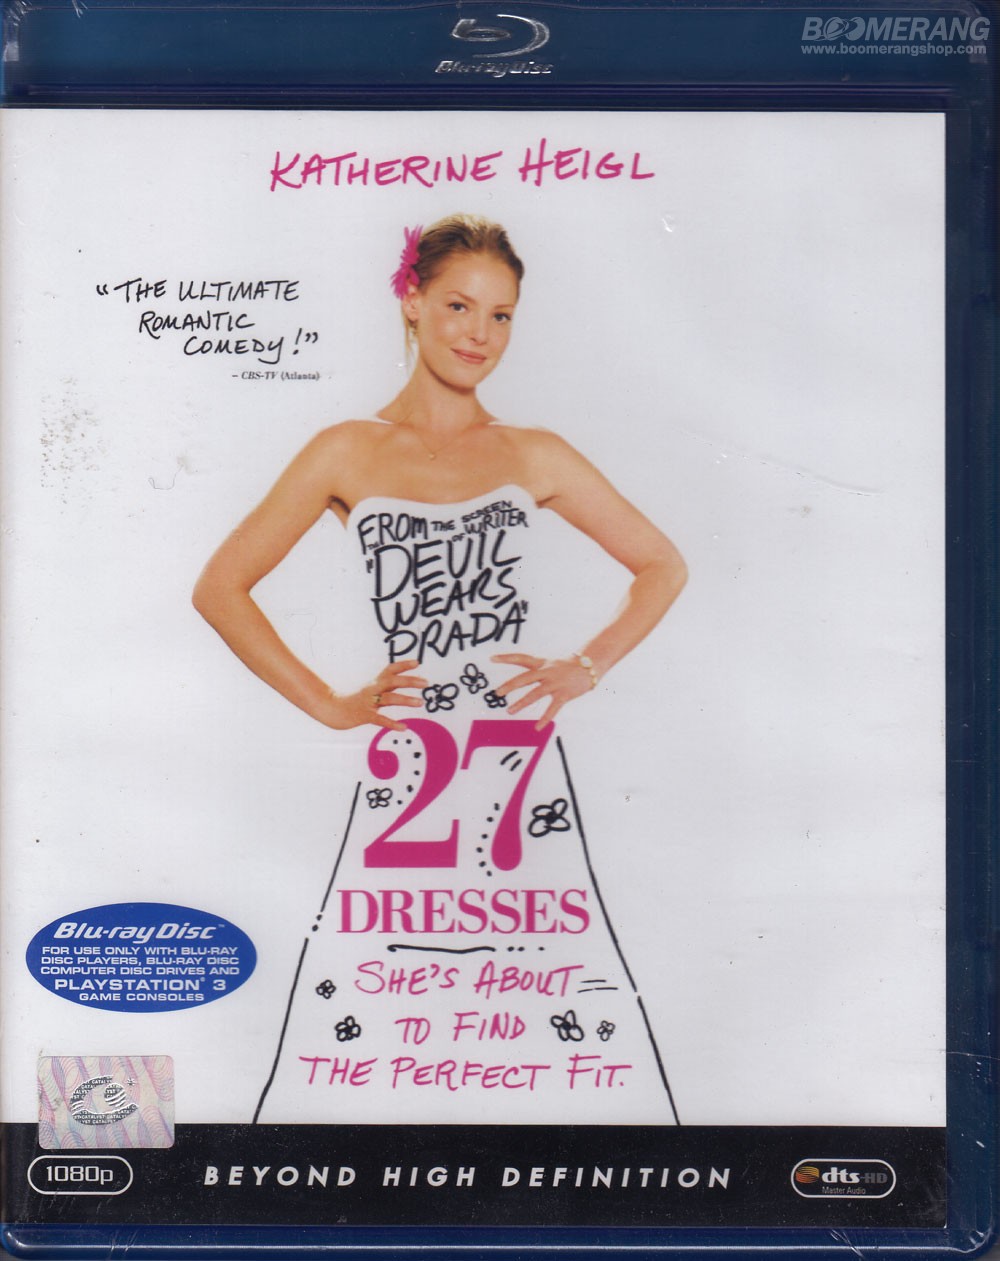 BOOMERANG
www.boomerangshop.com
Blu-ray Disc
KATHERINE HEIGL
“THE ULTIMATE
ROMANTIC
COMEDY!”
– CBS-TV (Atlanta)
FROM THE SCREEN
WRITER OF
THE
"DEVIL
WEARS
PRADA"
27
DRESSES
SHE'S ABOUT
TO FIND
THE PERFECT FIT.
Blu-ray Disc™
FOR USE ONLY WITH BLU-RAY
DISC PLAYERS, BLU-RAY DISC
COMPUTER DISC DRIVES AND
PLAYSTATION® 3
GAME CONSOLES
CATALYST
1080p
BEYOND HIGH DEFINITION
dts-HD
Master Audio